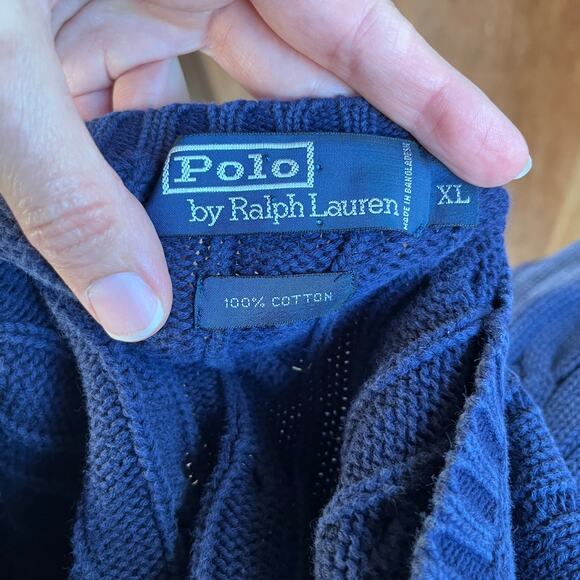 Polo
by Ralph Lauren
MADE IN BANGLADESH
XL
100% COTTON